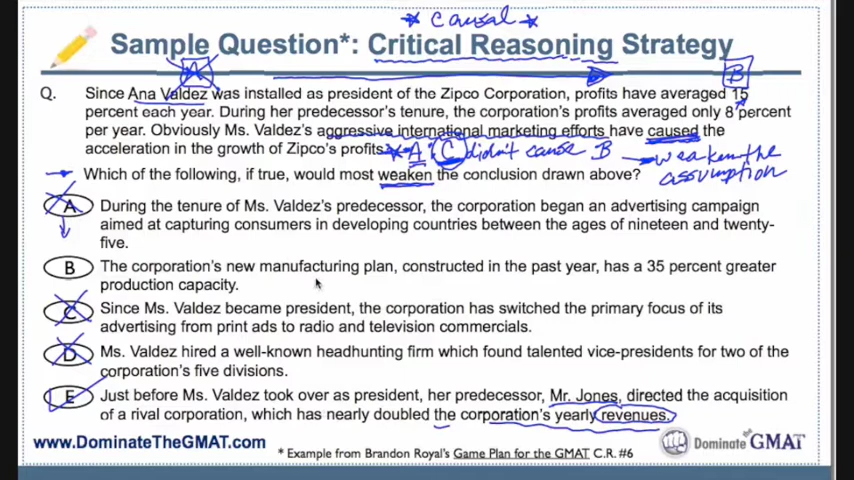 * causal *
Sample Question*: Critical Reasoning Strategy
A
B
Q. Since Ana Valdez was installed as president of the Zipco Corporation, profits have averaged 15
percent each year. During her predecessor's tenure, the corporation's profits averaged only 8 percent
per year. Obviously Ms. Valdez's aggressive international marketing efforts have caused the
acceleration in the growth of Zipco's profits.
* A: C didn't cause B → weaken the
assumption
Which of the following, if true, would most weaken the conclusion drawn above?
A During the tenure of Ms. Valdez's predecessor, the corporation began an advertising campaign
aimed at capturing consumers in developing countries between the ages of nineteen and twenty-
five.
B The corporation's new manufacturing plan, constructed in the past year, has a 35 percent greater
production capacity.
C Since Ms. Valdez became president, the corporation has switched the primary focus of its
advertising from print ads to radio and television commercials.
D Ms. Valdez hired a well-known headhunting firm which found talented vice-presidents for two of the
corporation's five divisions.
E Just before Ms. Valdez took over as president, her predecessor, Mr. Jones, directed the acquisition
of a rival corporation, which has nearly doubled the corporation's yearly revenues.
www.DominateTheGMAT.com
* Example from Brandon Royal's Game Plan for the GMAT C.R. #6
Dominate the GMAT